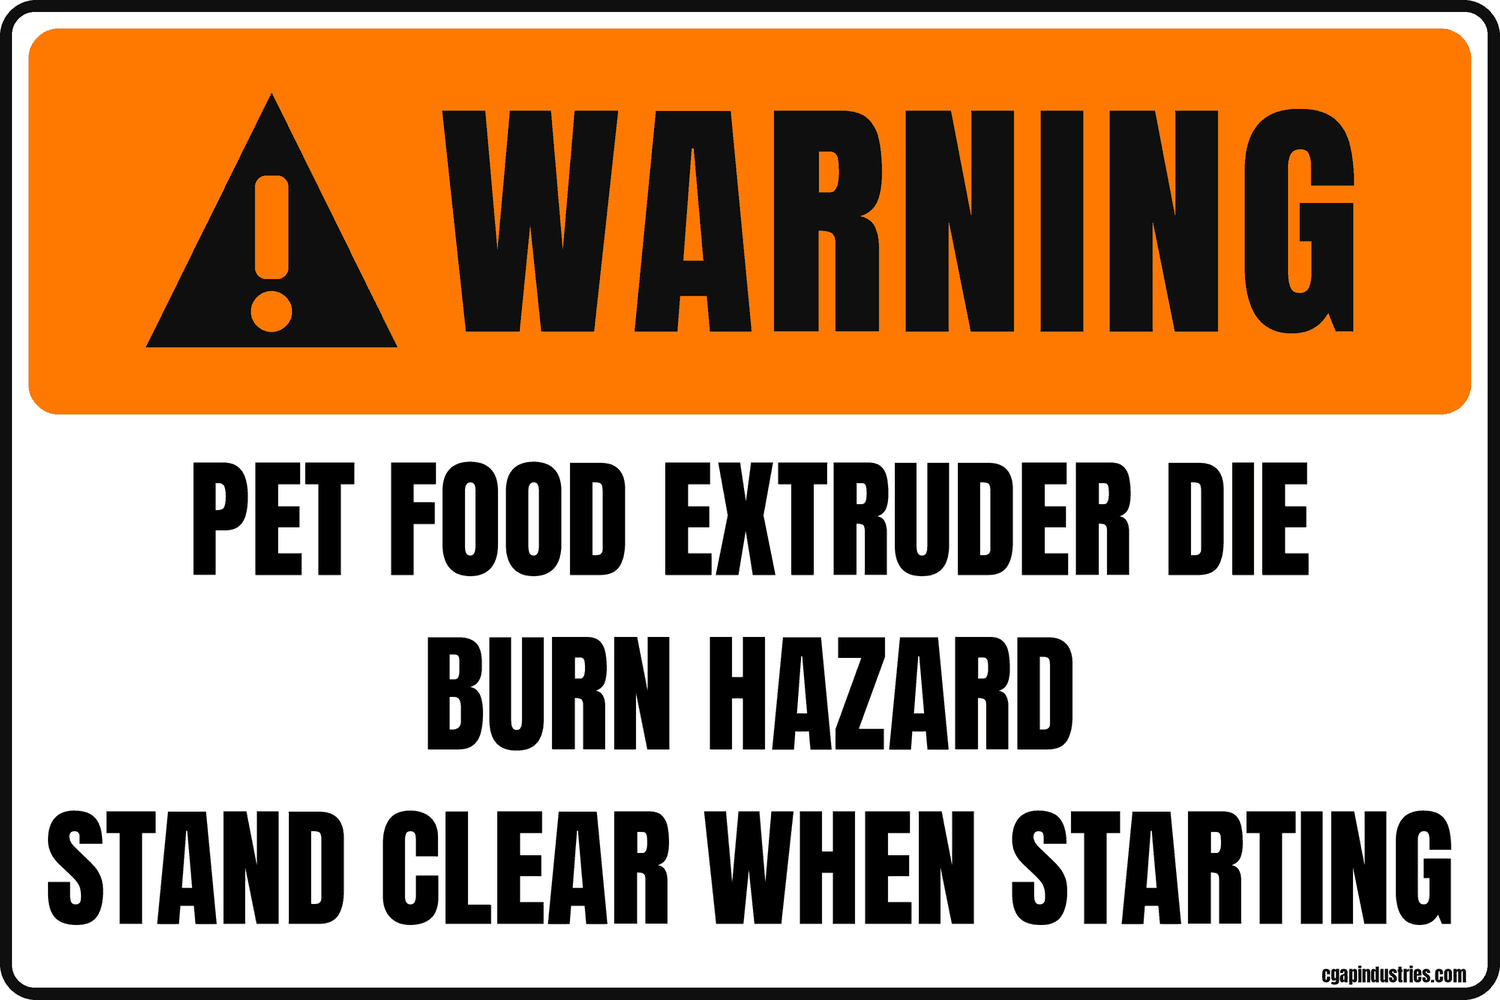 WARNING
PET FOOD EXTRUDER DIE
BURN HAZARD
STAND CLEAR WHEN STARTING
cgapindustries.com